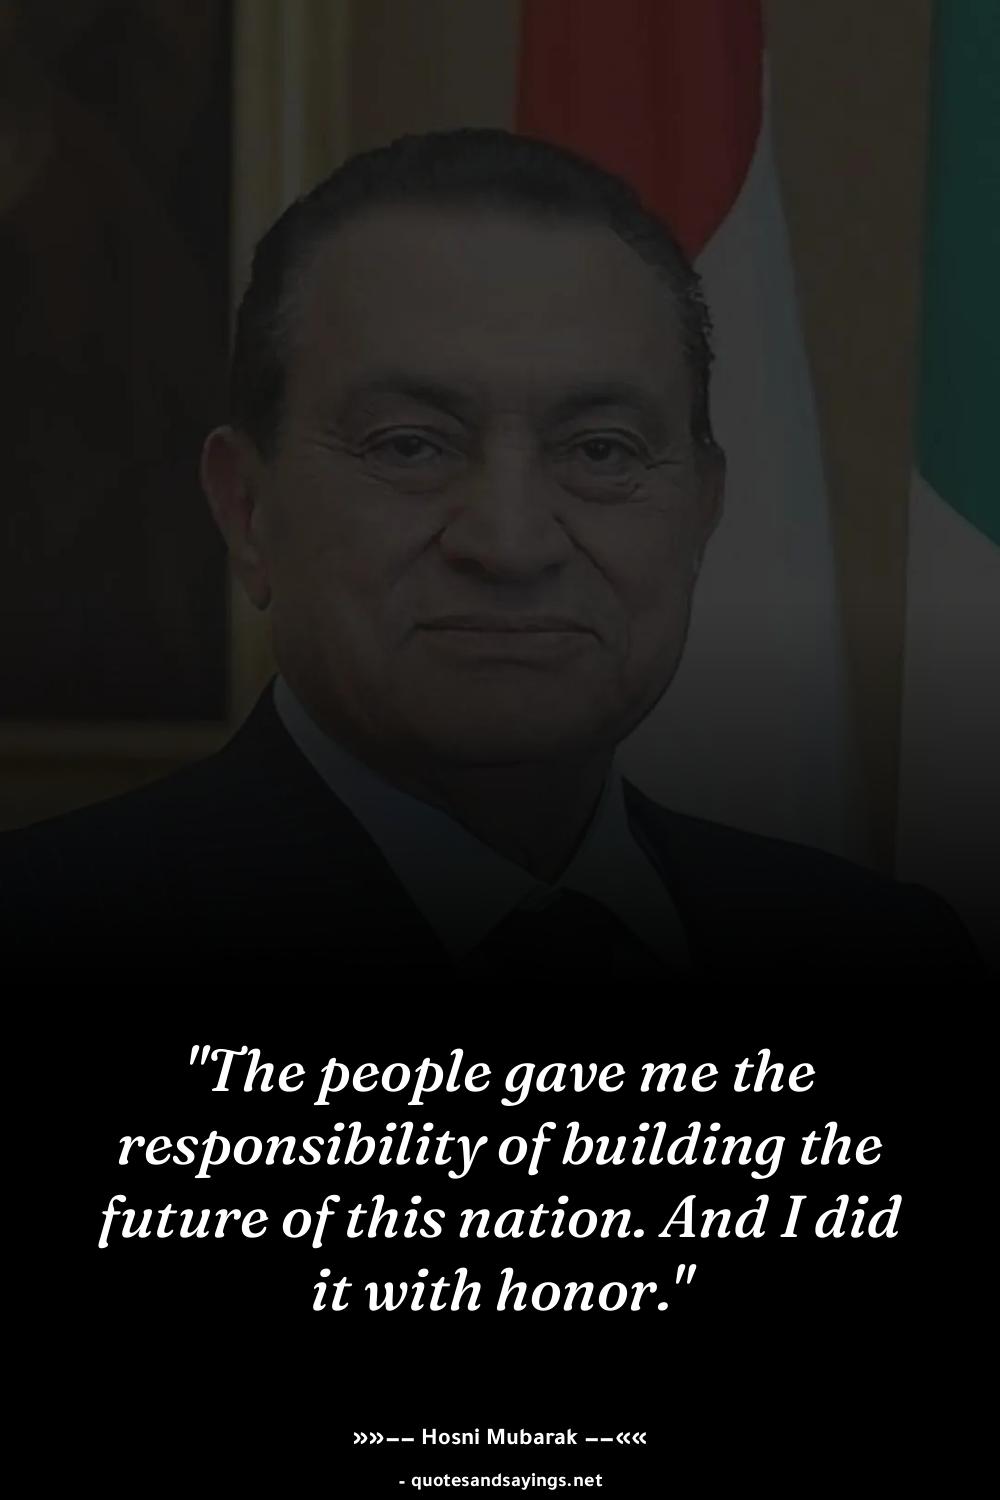 "The people gave me the
responsibility of building the
future of this nation. And I did
it with honor."
»»–– Hosni Mubarak ––««
- quotesandsayings.net